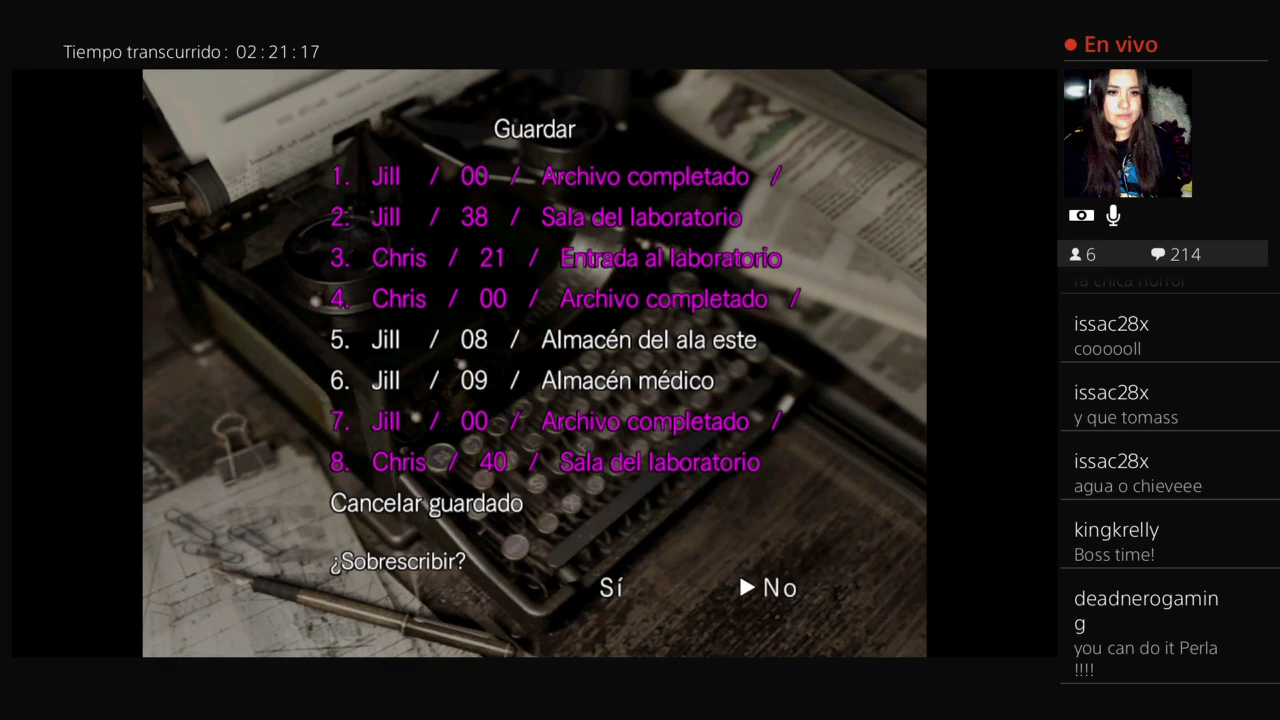 Tiempo transcurrido: 02:21:17
Guardar
1. Jill / 00 / Archivo completado /
2. Jill / 38 / Sala del laboratorio
3. Chris / 21 / Entrada al laboratorio
4. Chris / 00 / Archivo completado /
5. Jill / 08 / Almacén del ala este
6. Jill / 09 / Almacén médico
7. Jill / 00 / Archivo completado /
8. Chris / 40 / Sala del laboratorio
Cancelar guardado
¿Sobrescribir?
Sí No
En vivo
6 214
issac28x
coooooll
issac28x
y que tomass
issac28x
agua o chieveee
kingkrelly
Boss time!
deadnerogamin
g
you can do it Perla
!!!!